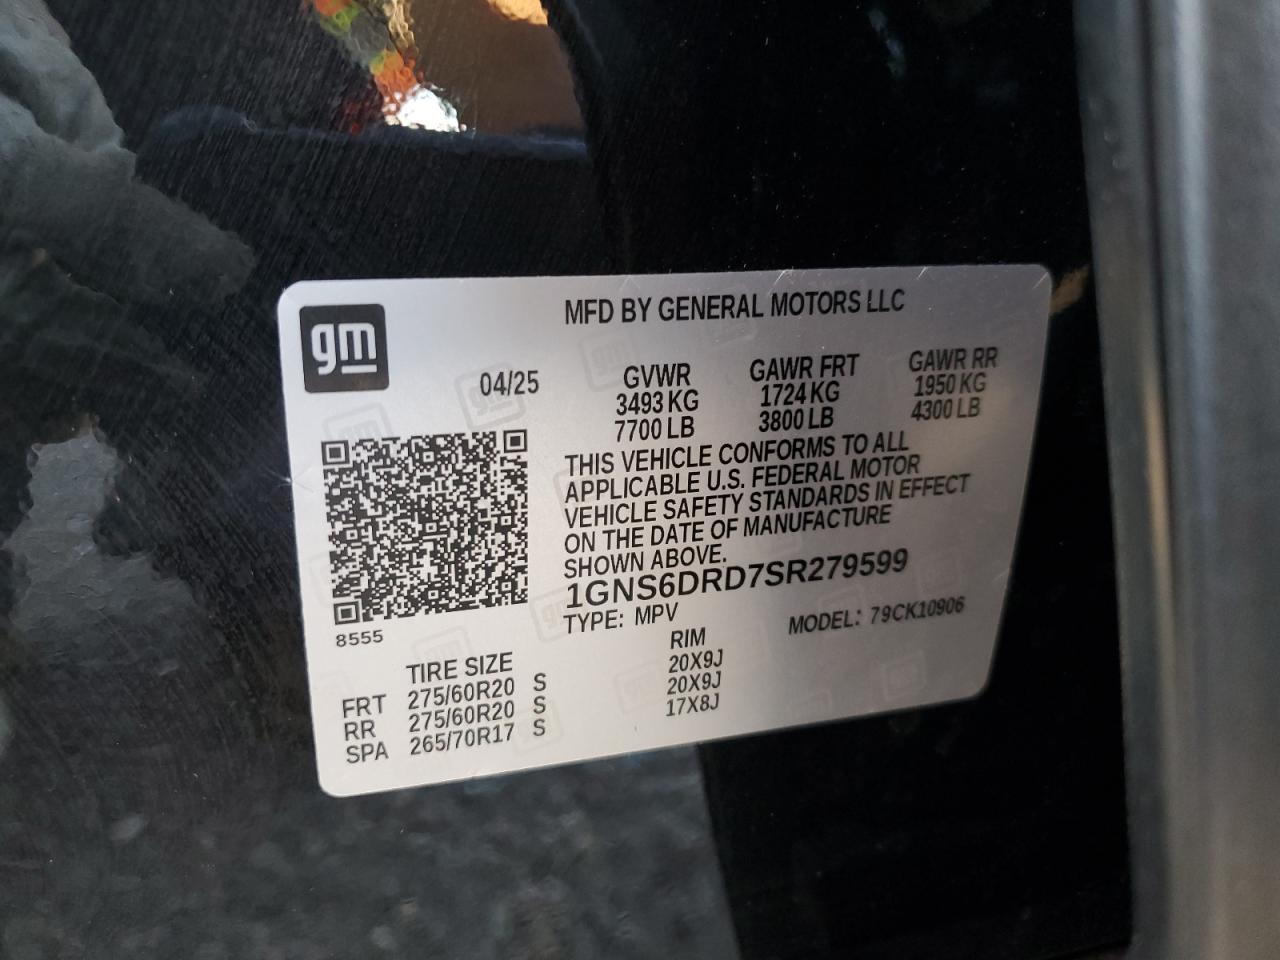 gm
MFD BY GENERAL MOTORS LLC
04/25
GVWR GAWR FRT GAWR RR
3493 KG 1724 KG 1950 KG
7700 LB 3800 LB 4300 LB
THIS VEHICLE CONFORMS TO ALL
APPLICABLE U.S. FEDERAL MOTOR
VEHICLE SAFETY STANDARDS IN EFFECT
ON THE DATE OF MANUFACTURE
SHOWN ABOVE.
1GNS6DRD7SR279599
TYPE: MPV MODEL: 79CK10906
8555
TIRE SIZE RIM
FRT 275/60R20 S 20X9J
RR 275/60R20 S 20X9J
SPA 265/70R17 S 17X8J